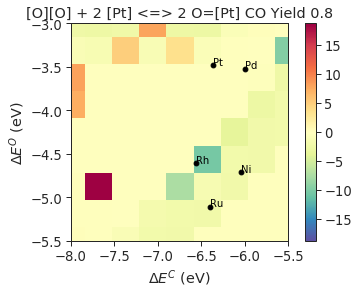 [O][O] + 2 [Pt] <=> 2 O=[Pt] CO Yield 0.8
−3.0
−3.5
−4.0
−4.5
−5.0
−5.5
ΔE^O (eV)
Pt
Pd
Rh
Ni
Ru
−8.0 −7.5 −7.0 −6.5 −6.0 −5.5
ΔE^C (eV)
15
10
5
0
−5
−10
−15